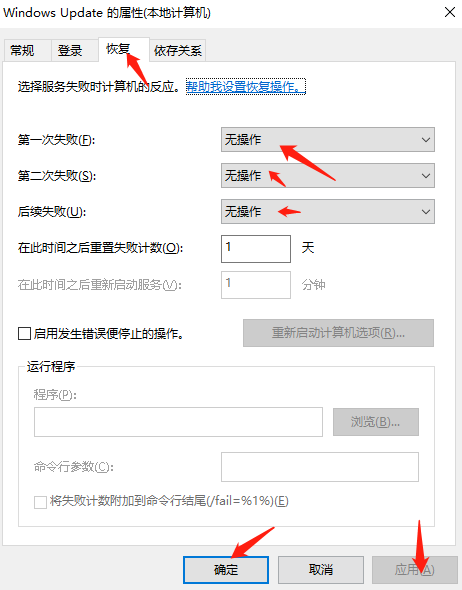 Windows Update 的属性(本地计算机)
常规 登录 恢复 依存关系
选择服务失败时计算机的反应。帮助我设置恢复操作。
第一次失败(F): 无操作
第二次失败(S): 无操作
后续失败(U): 无操作
在此时间之后重置失败计数(O): 1 天
在此时间之后重新启动服务(V): 1 分钟
启用发生错误便停止的操作。 重新启动计算机选项(R)...
运行程序
程序(P):
浏览(B)...
命令行参数(C):
将失败计数附加到命令行结尾(/fail=%1%)(E)
确定 取消 应用(A)